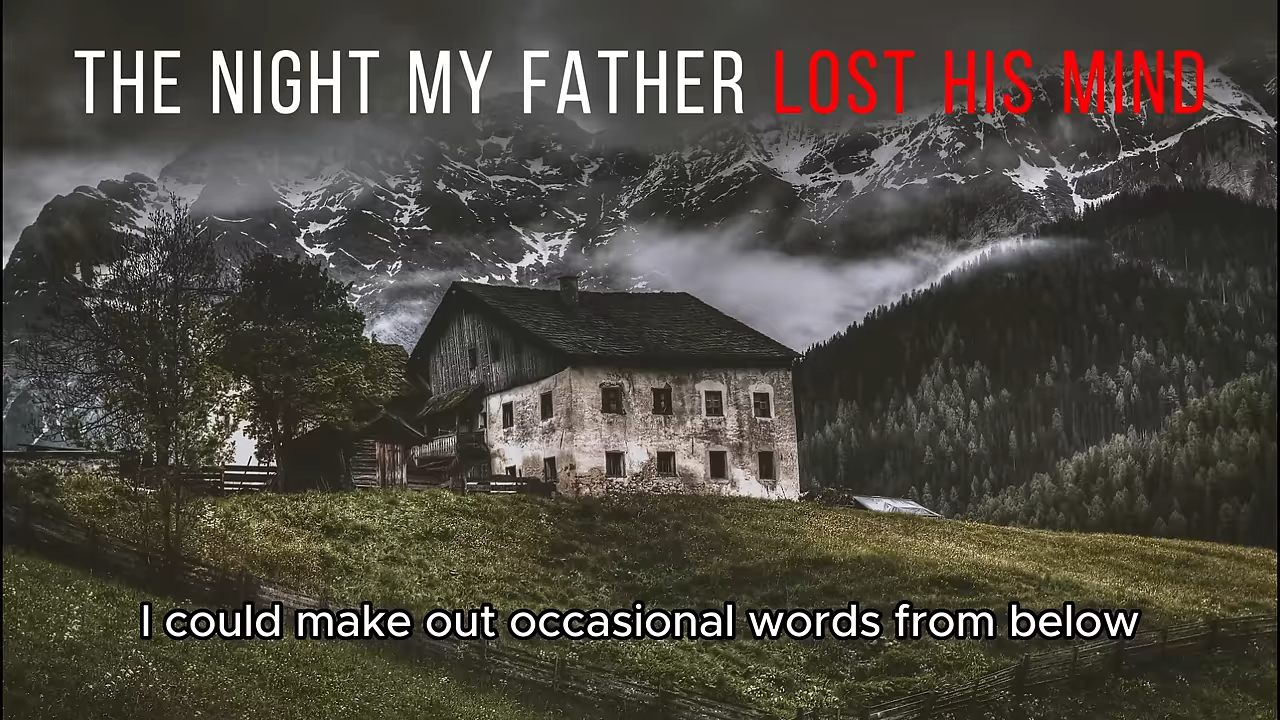 THE NIGHT MY FATHER LOST HIS MIND
I could make out occasional words from below